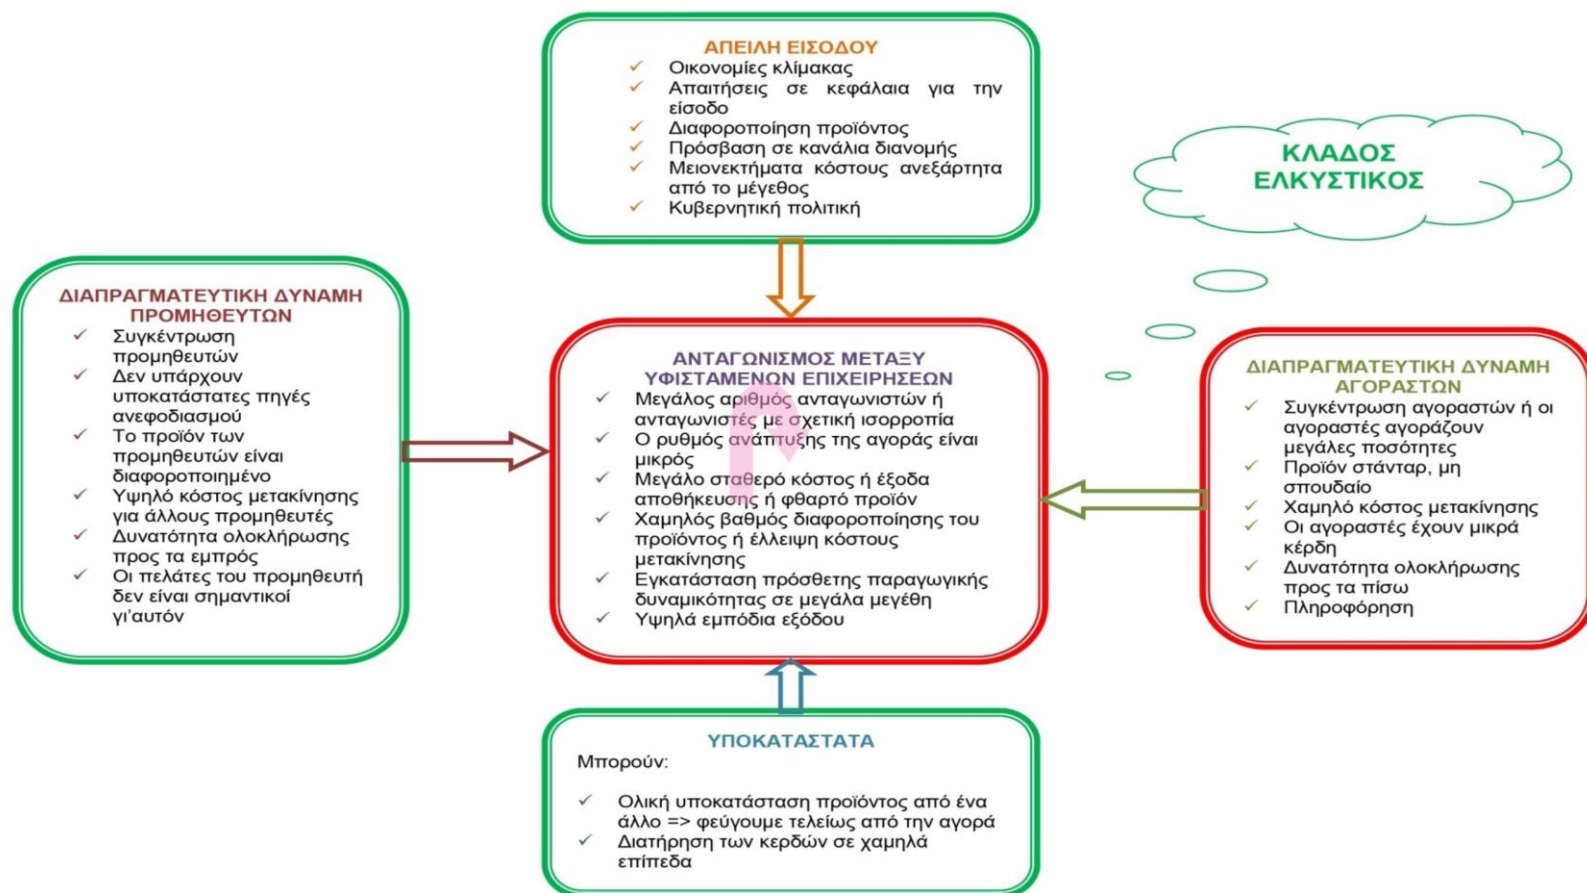 ΑΠΕΙΛΗ ΕΙΣΟΔΟΥ
✓ Οικονομίες κλίμακας
✓ Απαιτήσεις σε κεφάλαια για την
είσοδο
✓ Διαφοροποίηση προϊόντος
✓ Πρόσβαση σε κανάλια διανομής
✓ Μειονεκτήματα κόστους ανεξάρτητα
από το μέγεθος
✓ Κυβερνητική πολιτική
ΚΛΑΔΟΣ
ΕΛΚΥΣΤΙΚΟΣ
ΔΙΑΠΡΑΓΜΑΤΕΥΤΙΚΗ ΔΥΝΑΜΗ
ΠΡΟΜΗΘΕΥΤΩΝ
✓ Συγκέντρωση
προμηθευτών
✓ Δεν υπάρχουν
υποκατάστατες πηγές
ανεφοδιασμού
✓ Το προϊόν των
προμηθευτών είναι
διαφοροποιημένο
✓ Υψηλό κόστος μετακίνησης
για άλλους προμηθευτές
✓ Δυνατότητα ολοκλήρωσης
προς τα εμπρός
✓ Οι πελάτες του προμηθευτή
δεν είναι σημαντικοί
γι'αυτόν
ΑΝΤΑΓΩΝΙΣΜΟΣ ΜΕΤΑΞΥ
ΥΦΙΣΤΑΜΕΝΩΝ ΕΠΙΧΕΙΡΗΣΕΩΝ
✓ Μεγάλος αριθμός ανταγωνιστών ή
ανταγωνιστές με σχετική ισορροπία
✓ Ο ρυθμός ανάπτυξης της αγοράς είναι
μικρός
✓ Μεγάλο σταθερό κόστος ή έξοδα
αποθήκευσης ή φθαρτό προϊόν
✓ Χαμηλός βαθμός διαφοροποίησης του
προϊόντος ή έλλειψη κόστους
μετακίνησης
✓ Εγκατάσταση πρόσθετης παραγωγικής
δυναμικότητας σε μεγάλα μεγέθη
✓ Υψηλά εμπόδια εξόδου
ΔΙΑΠΡΑΓΜΑΤΕΥΤΙΚΗ ΔΥΝΑΜΗ
ΑΓΟΡΑΣΤΩΝ
✓ Συγκέντρωση αγοραστών ή οι
αγοραστές αγοράζουν
μεγάλες ποσότητες
✓ Προϊόν στάνταρ, μη
σπουδαίο
✓ Χαμηλό κόστος μετακίνησης
✓ Οι αγοραστές έχουν μικρά
κέρδη
✓ Δυνατότητα ολοκλήρωσης
προς τα πίσω
✓ Πληροφόρηση
ΥΠΟΚΑΤΑΣΤΑΤΑ
Μπορούν:
✓ Ολική υποκατάσταση προϊόντος από ένα
άλλο => φεύγουμε τελείως από την αγορά
✓ Διατήρηση των κερδών σε χαμηλά
επίπεδα